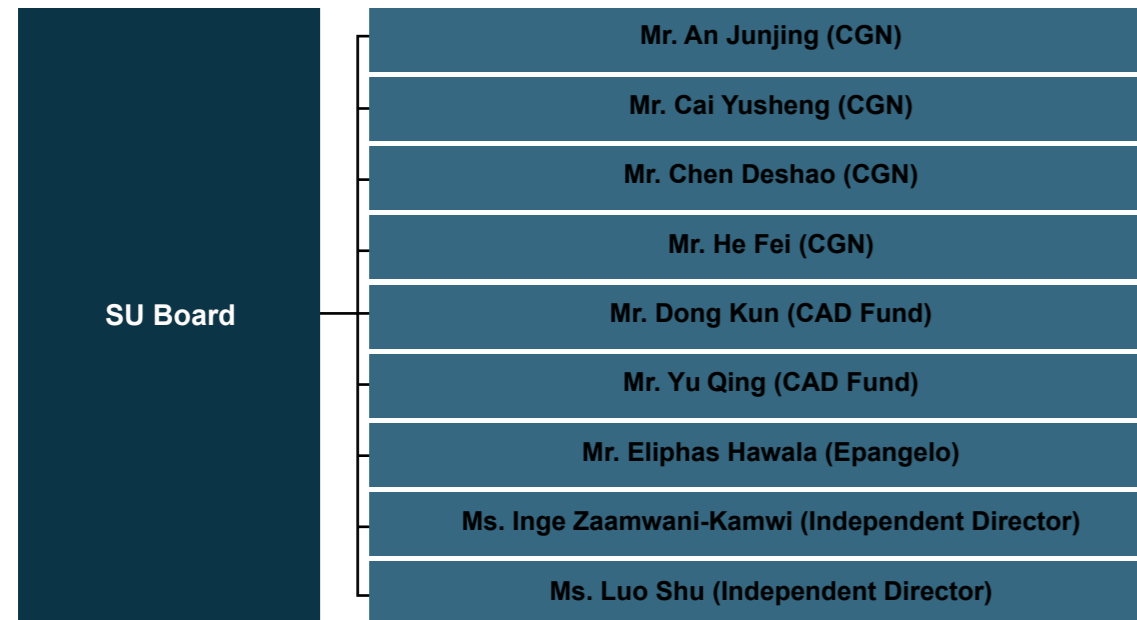 SU Board
Mr. An Junjing (CGN)
Mr. Cai Yusheng (CGN)
Mr. Chen Deshao (CGN)
Mr. He Fei (CGN)
Mr. Dong Kun (CAD Fund)
Mr. Yu Qing (CAD Fund)
Mr. Eliphas Hawala (Epangelo)
Ms. Inge Zaamwani-Kamwi (Independent Director)
Ms. Luo Shu (Independent Director)